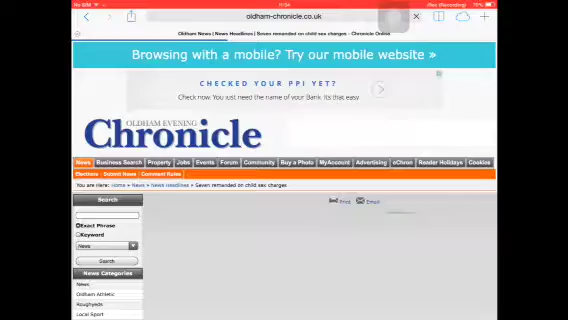 No SIM
11:34
70%
oldham-chronicle.co.uk
Oldham News | News Headlines | Seven remanded on child sex charges - Chronicle Online
Browsing with a mobile? Try our mobile website »
CHECKED YOUR PPI YET?
Check now. You just need the name of your Bank. Its that easy
OLDHAM EVENING
Chronicle
News Business Search Property Jobs Events Forum Community Buy a Photo MyAccount Advertising eChron Reader Holidays Cookies
Elections Submit News Comment Rules
You are Here: Home » News » News Headlines » Seven remanded on child sex charges
Print Email
Search
Exact Phrase
Keyword
News
Search
News Categories
News
Oldham Athletic
Roughyeds
Local Sport